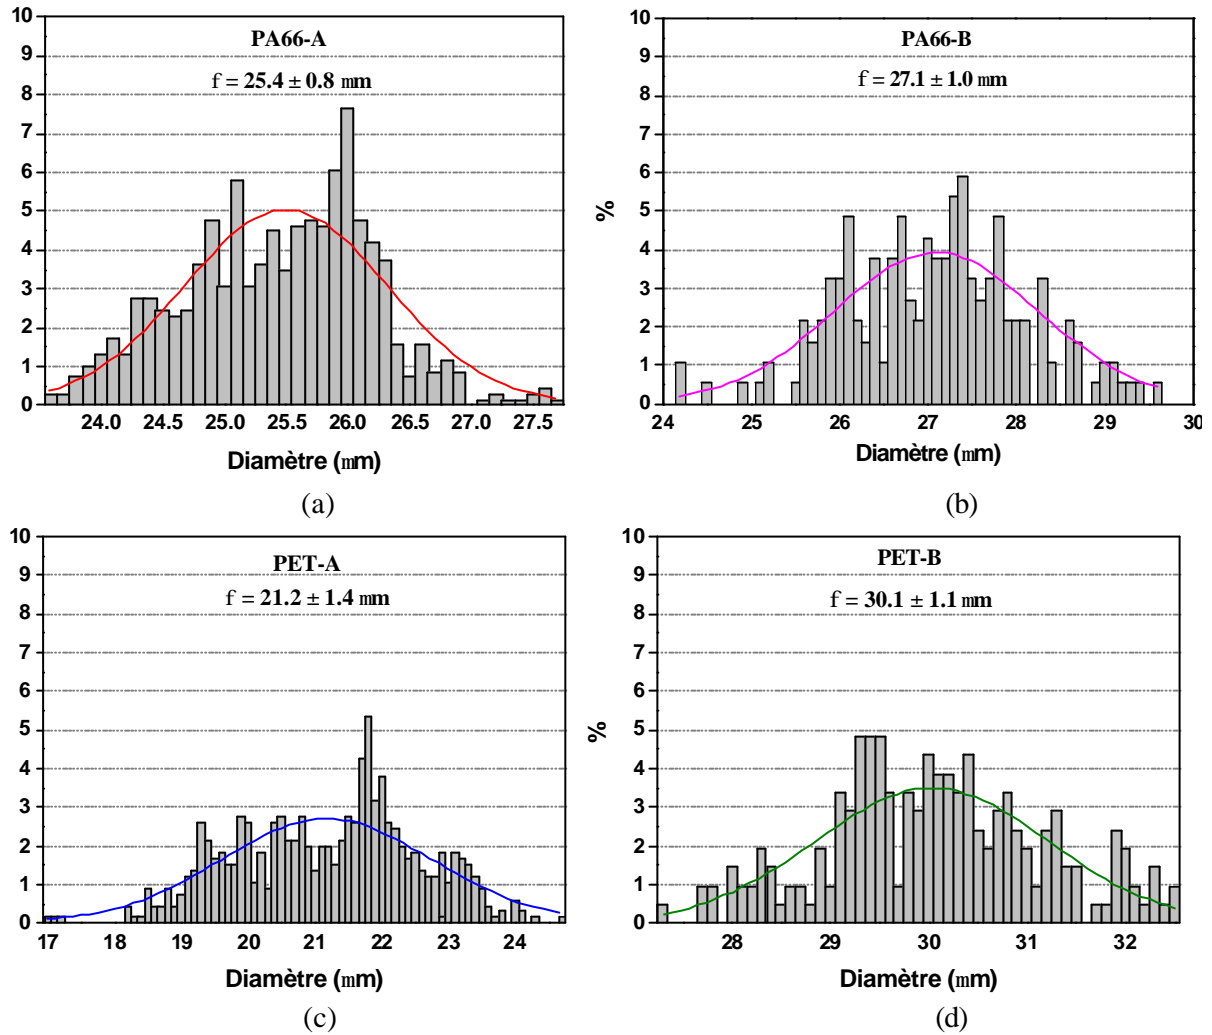 PA66-A
f = 25.4 ± 0.8 mm
10
9
8
7
6
5
4
3
2
1
0
24.0 24.5 25.0 25.5 26.0 26.5 27.0 27.5
Diamètre (mm)
(a)
PA66-B
f = 27.1 ± 1.0 mm
10
9
8
7
6
5
4
3
2
1
0
%
24 25 26 27 28 29 30
Diamètre (mm)
(b)
PET-A
f = 21.2 ± 1.4 mm
10
9
8
7
6
5
4
3
2
1
0
17 18 19 20 21 22 23 24
Diamètre (mm)
(c)
PET-B
f = 30.1 ± 1.1 mm
10
9
8
7
6
5
4
3
2
1
0
%
28 29 30 31 32
Diamètre (mm)
(d)